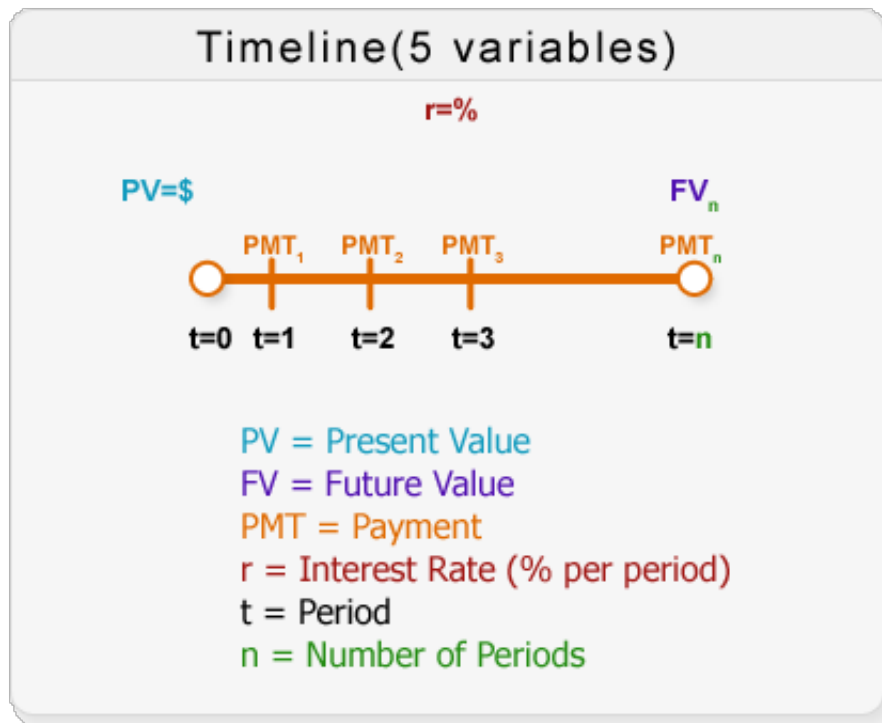 Timeline(5 variables)
r=%
PV=$ FVn
PMT1 PMT2 PMT3 PMTn
t=0 t=1 t=2 t=3 t=n
PV = Present Value
FV = Future Value
PMT = Payment
r = Interest Rate (% per period)
t = Period
n = Number of Periods